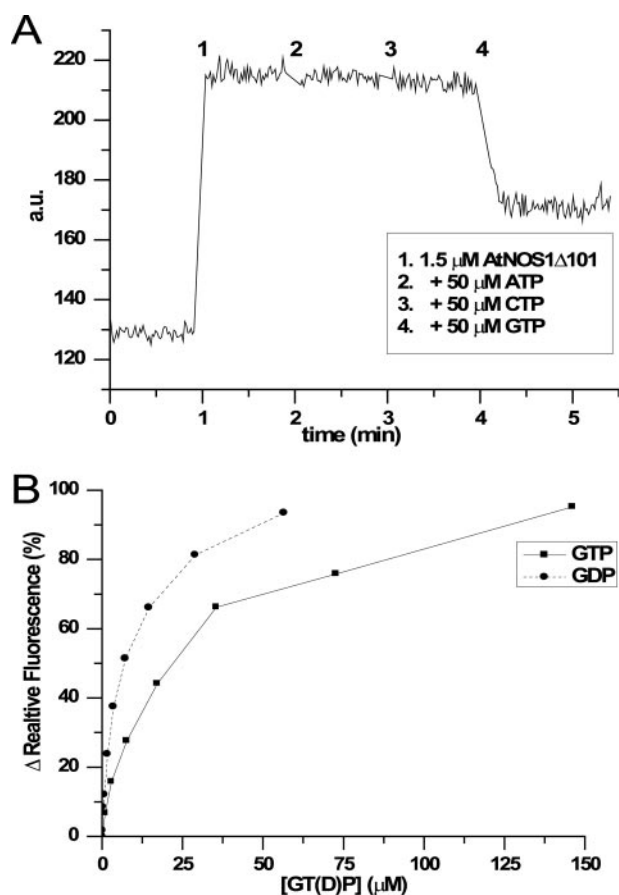 A
1 2 3 4
220
200
180
160
140
120
a.u.
1. 1.5 μM AtNOS1Δ101
2. + 50 μM ATP
3. + 50 μM CTP
4. + 50 μM GTP
0 1 2 3 4 5
time (min)
B
100
80
60
40
20
0
Δ Realtive Fluorescence (%)
GTP
GDP
0 25 50 75 100 125 150
[GT(D)P] (μM)